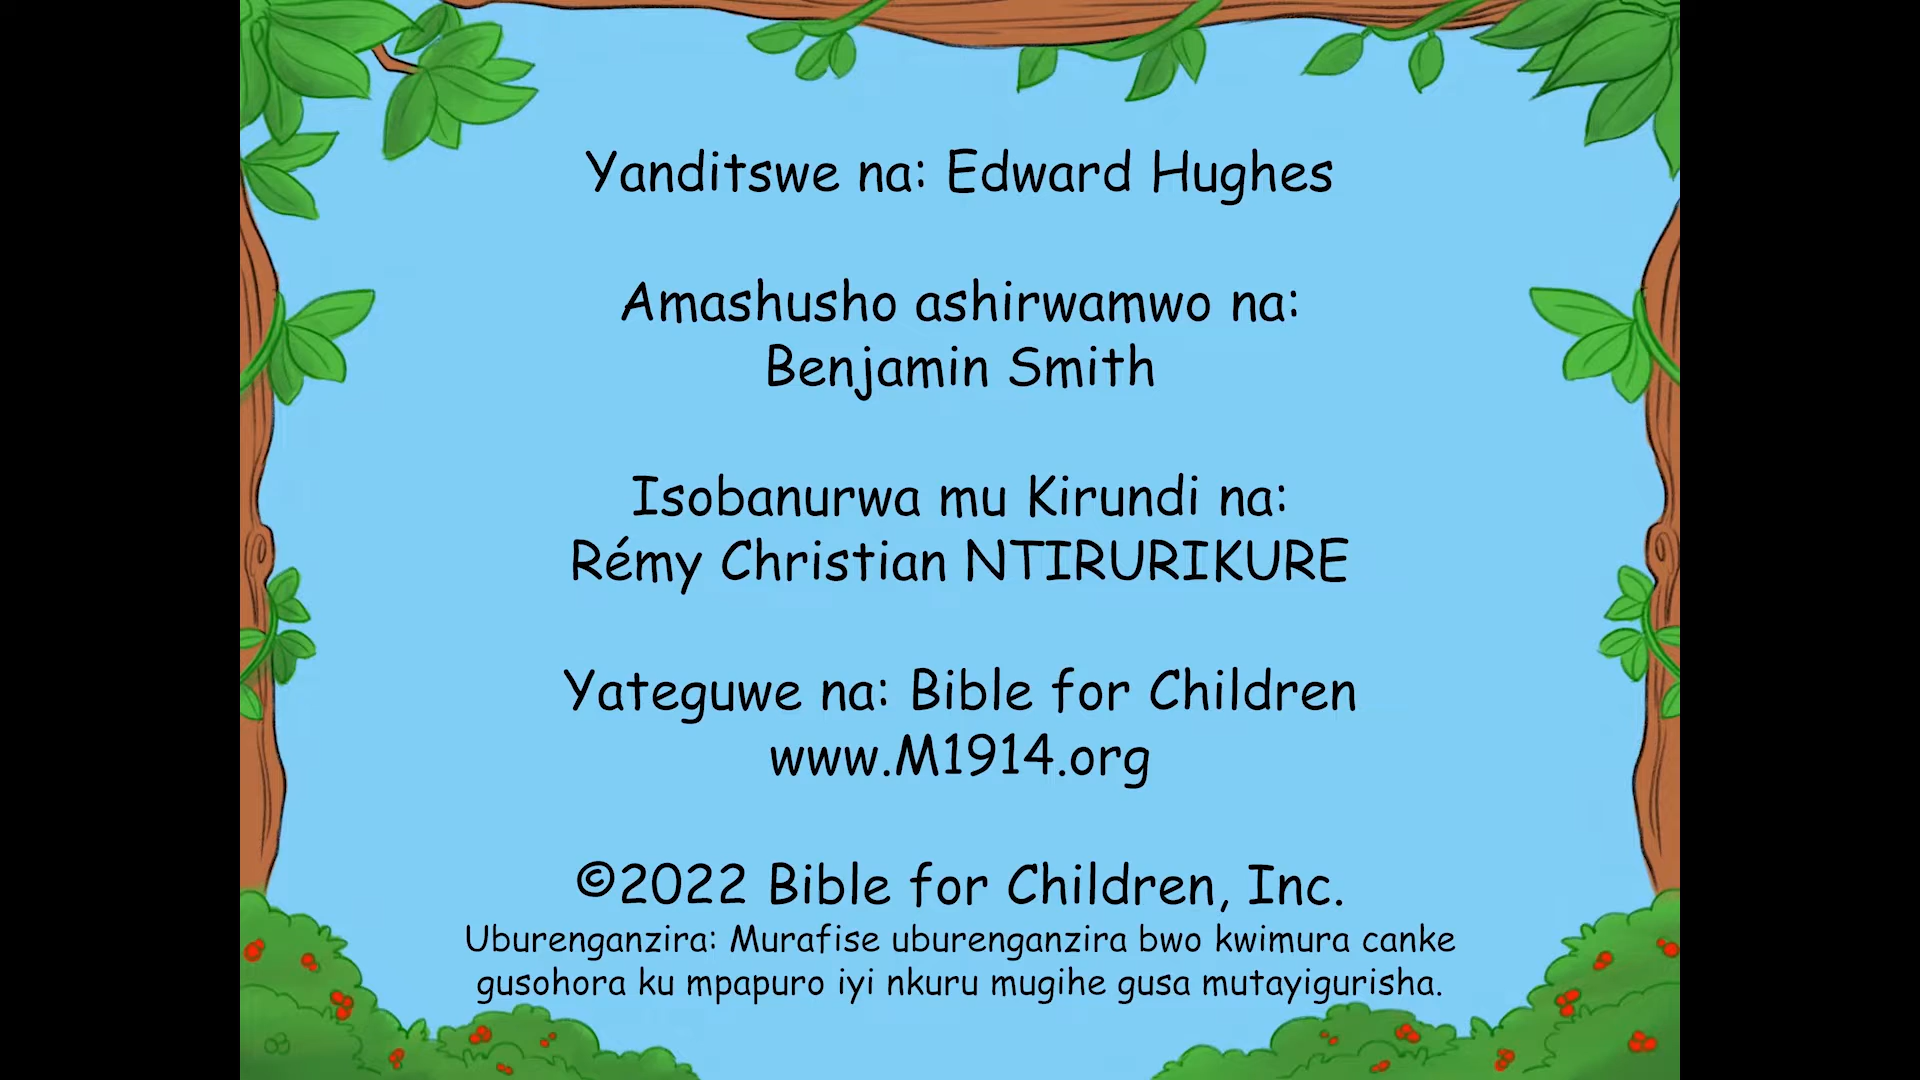 Yanditswe na: Edward Hughes
Amashusho ashirwamwo na:
Benjamin Smith
Isobanurwa mu Kirundi na:
Rémy Christian NTIRURIKURE
Yateguwe na: Bible for Children
www.M1914.org
©2022 Bible for Children, Inc.
Uburenganzira: Murafise uburenganzira bwo kwimura canke
gusohora ku mpapuro iyi nkuru mugihe gusa mutayigurisha.